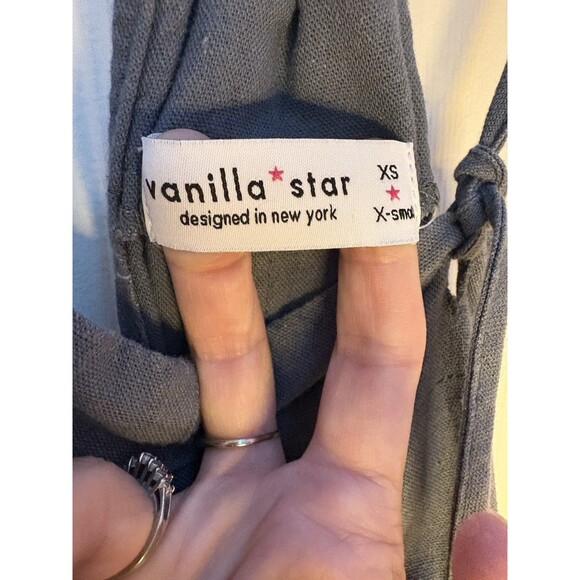 vanilla*star
designed in new york
XS
X-small